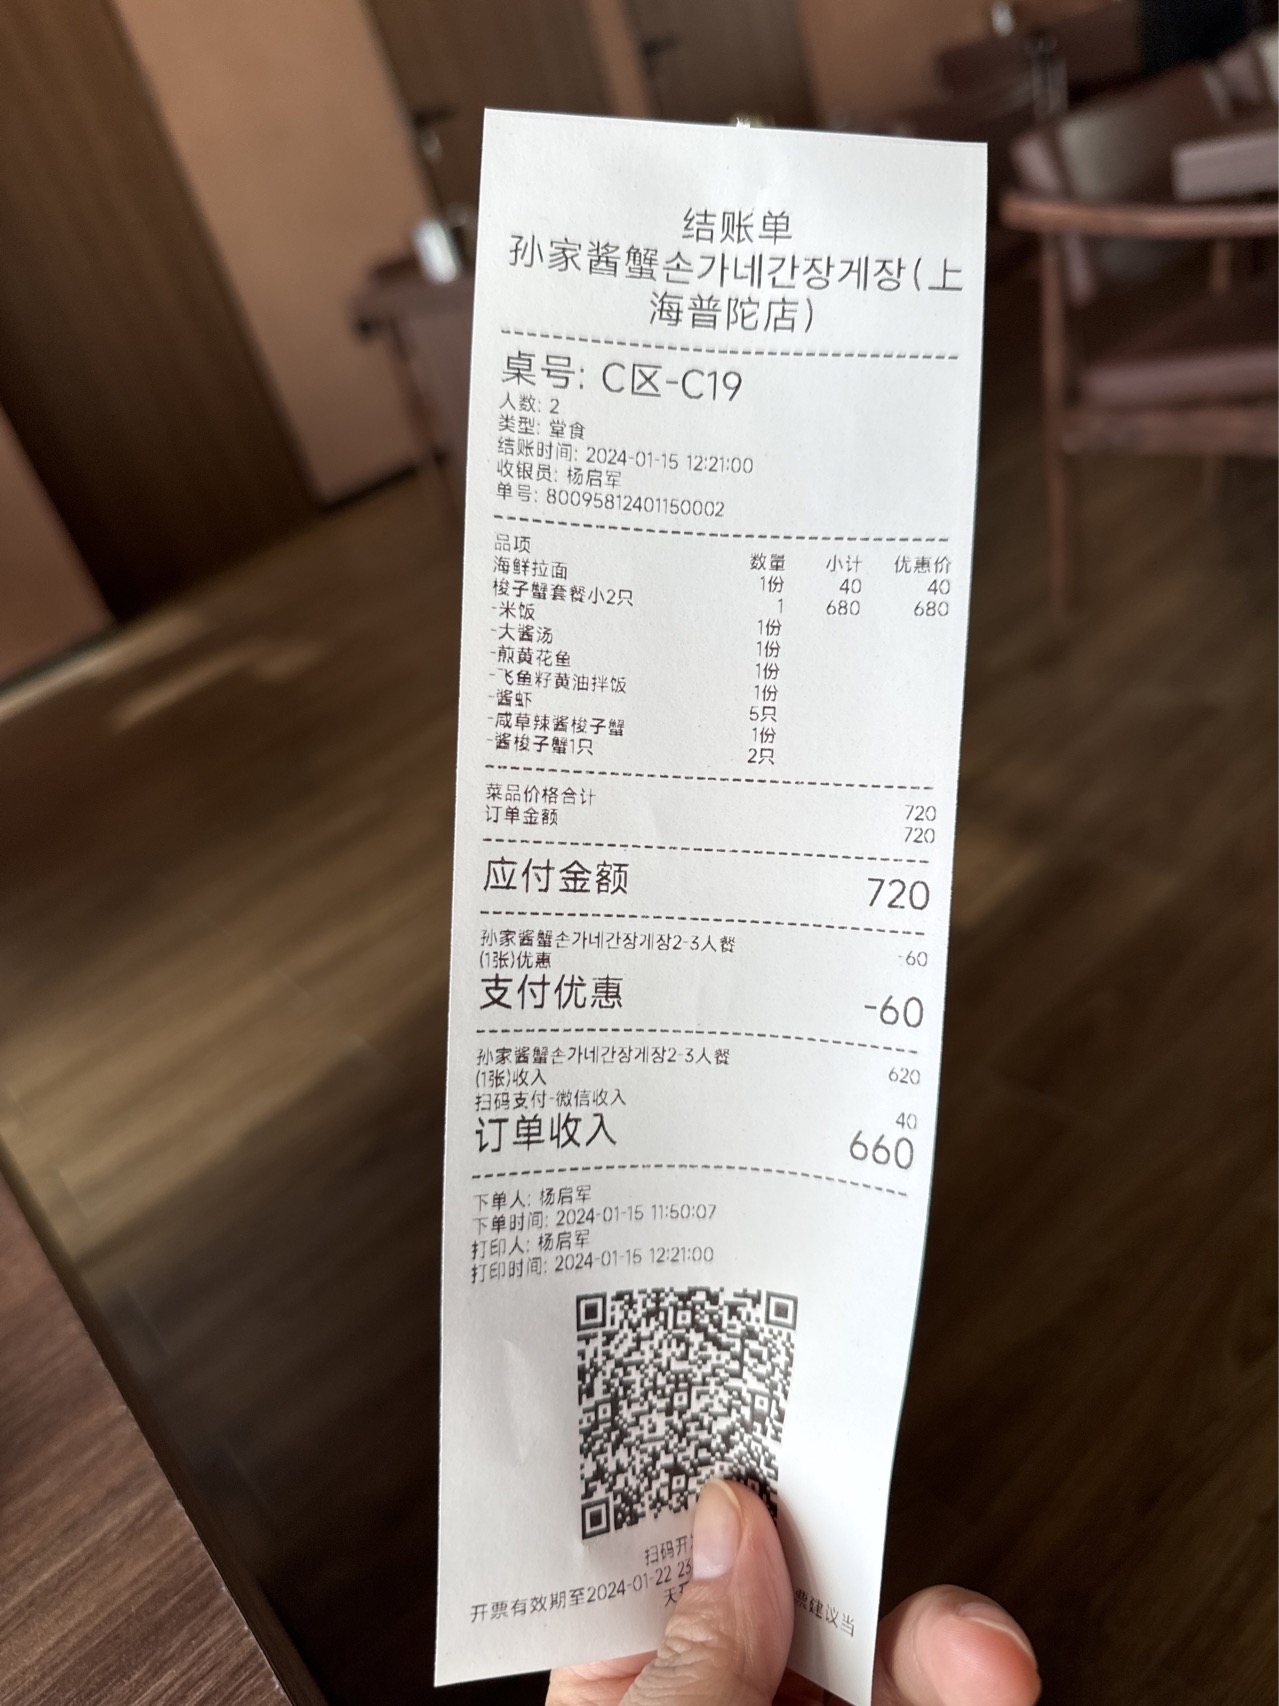 结账单
孙家酱蟹손가네간장게장(上
海普陀店)
桌号: C区-C19
人数: 2
类型: 堂食
结账时间: 2024-01-15 12:21:00
收银员: 杨启军
单号: 80095812401150002
品项 数量 小计 优惠价
海鲜拉面 1份 40 40
梭子蟹套餐小2只 1 680 680
-米饭 1份
-大酱汤 1份
-煎黄花鱼 1份
-飞鱼籽黄油拌饭 1份
-酱虾 5只
-咸草辣酱梭子蟹 1份
-酱梭子蟹1只 2只
菜品价格合计 720
订单金额 720
应付金额 720
孙家酱蟹손가네간장게장2-3人餐
(1张)优惠 -60
支付优惠 -60
孙家酱蟹손가네간장게장2-3人餐
(1张)收入 620
扫码支付-微信收入 40
订单收入 660
下单人: 杨启军
下单时间: 2024-01-15 11:50:07
打印人: 杨启军
打印时间: 2024-01-15 12:21:00
扫码开
开票有效期至2024-01-22 23 票建议当
天